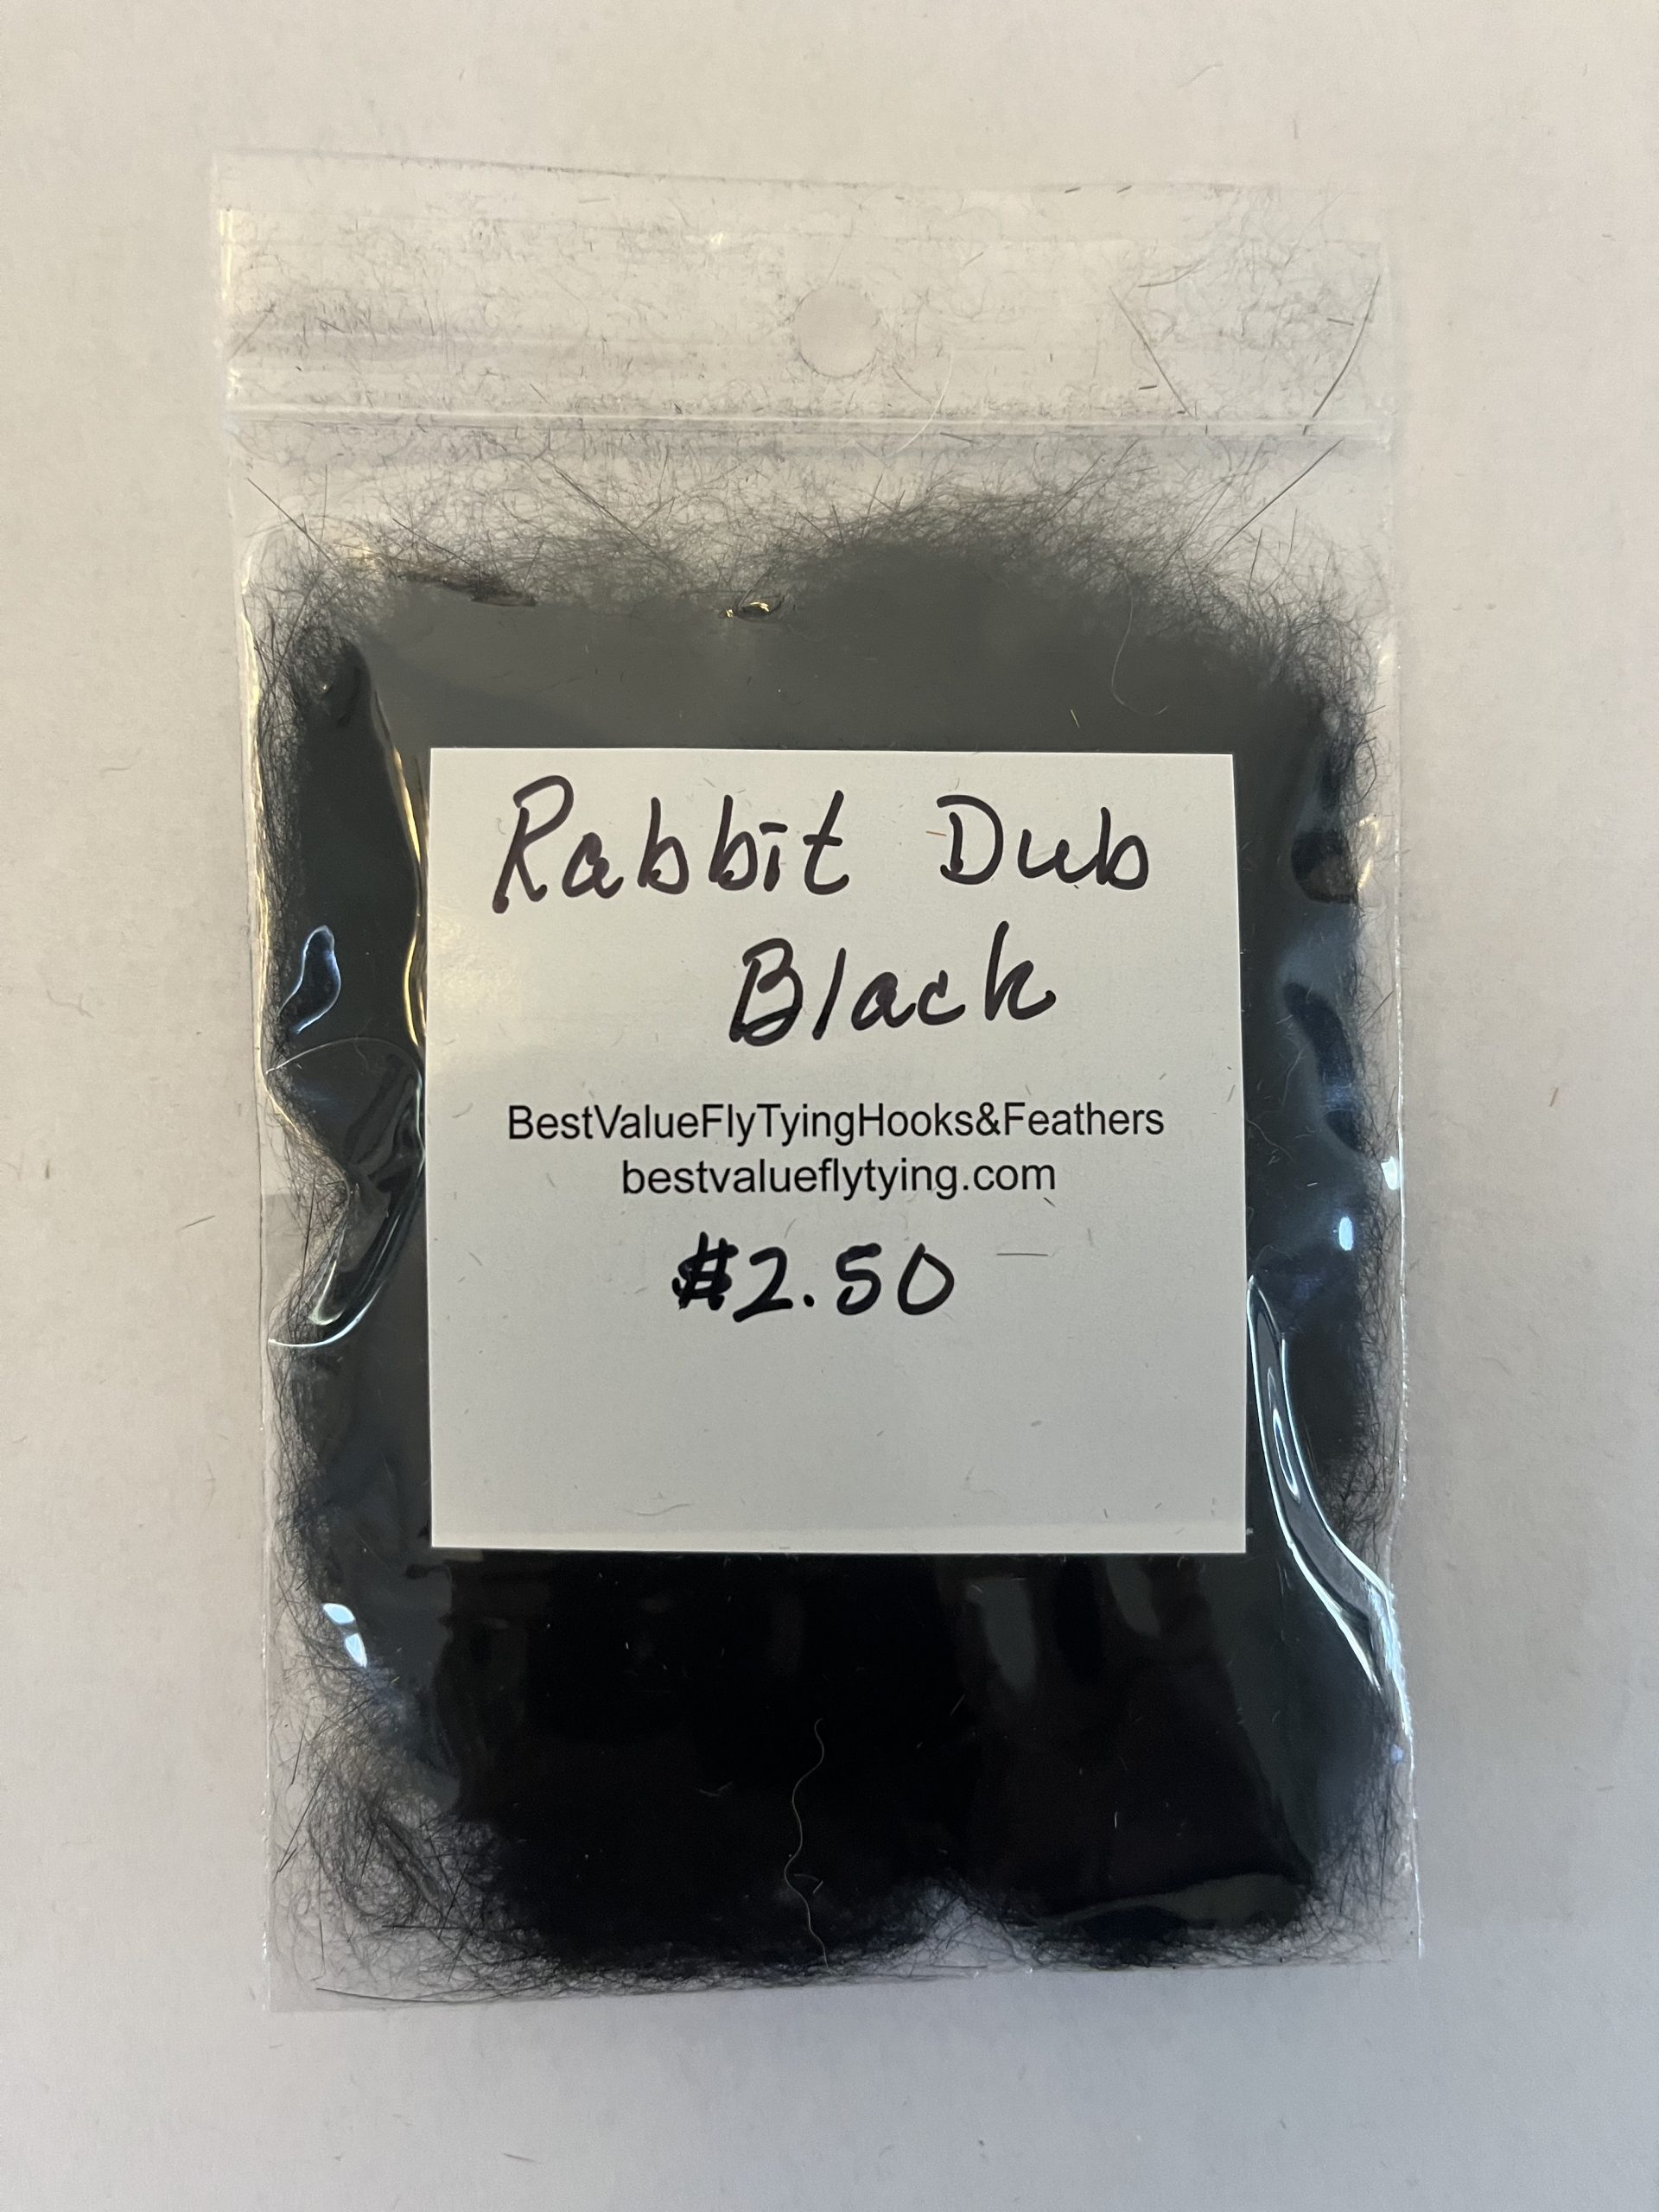 Rabbit Dub
Black
BestValueFlyTyingHooks&Feathers
bestvalueflytying.com
$2.50